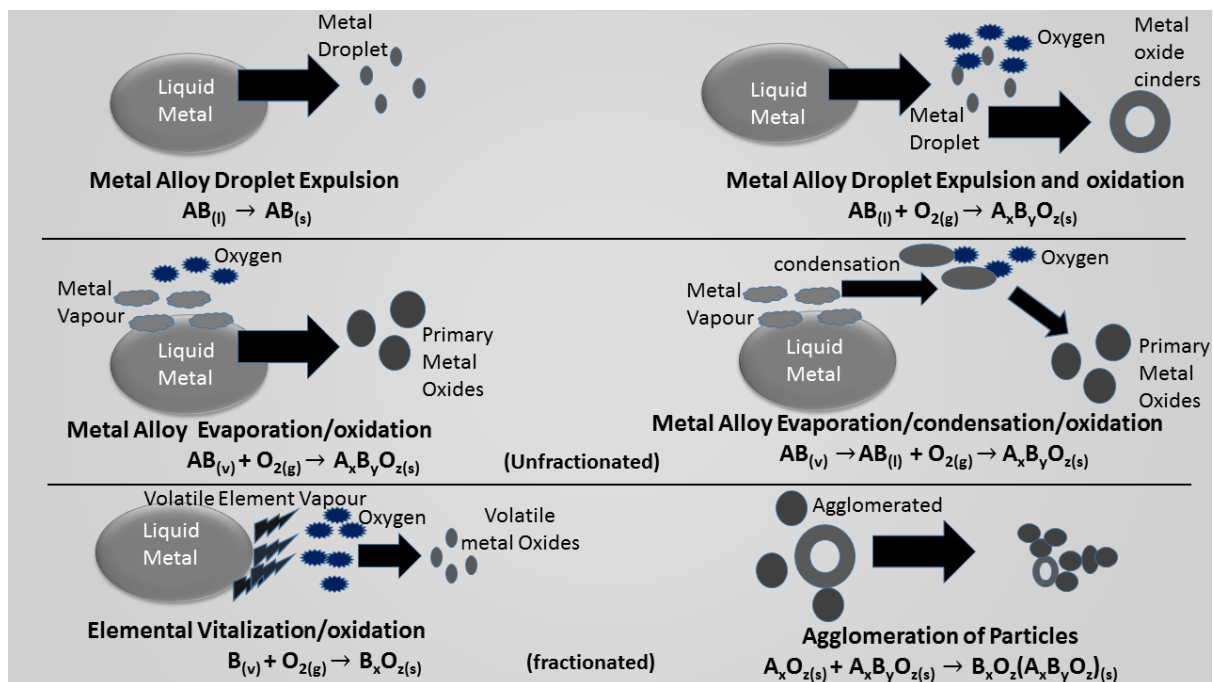 Metal
Droplet
Liquid
Metal
Metal Alloy Droplet Expulsion
AB(l) → AB(s)
Oxygen
Metal
oxide
cinders
Liquid
Metal
Metal
Droplet
Metal Alloy Droplet Expulsion and oxidation
AB(l) + O2(g) → AxByOz(s)
Oxygen
Metal
Vapour
Liquid
Metal
Primary
Metal
Oxides
Metal Alloy Evaporation/oxidation
AB(v) + O2(g) → AxByOz(s)
(Unfractionated)
condensation
Oxygen
Metal
Vapour
Liquid
Metal
Primary
Metal
Oxides
Metal Alloy Evaporation/condensation/oxidation
AB(v) → AB(l) + O2(g) → AxByOz(s)
Volatile Element Vapour
Oxygen
Liquid
Metal
Volatile
metal Oxides
Elemental Vitalization/oxidation
B(v) + O2(g) → BxOz(s)
(fractionated)
Agglomerated
Agglomeration of Particles
AxOz(s) + AxByOz(s) → BxOz(AxByOz)(s)